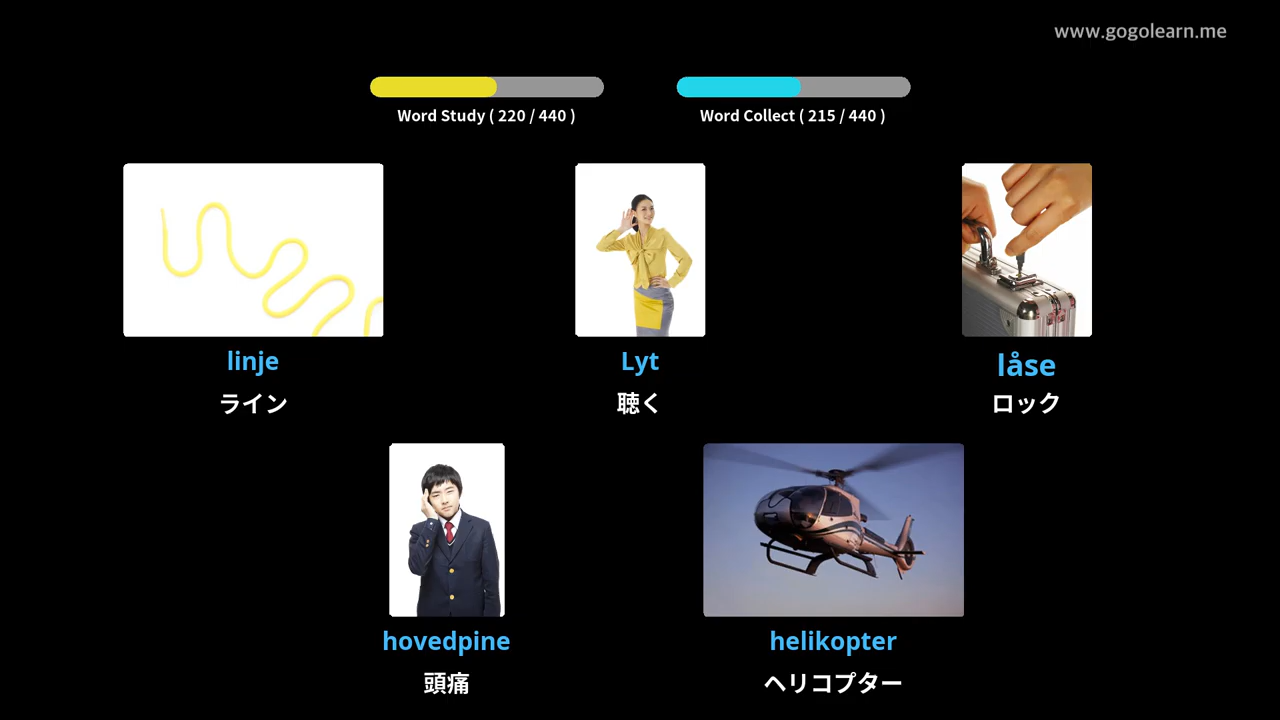 www.gogolearn.me
Word Study ( 220 / 440 )
Word Collect ( 215 / 440 )
linje
Lyt
låse
ライン
聴く
ロック
hovedpine
helikopter
頭痛
ヘリコプター